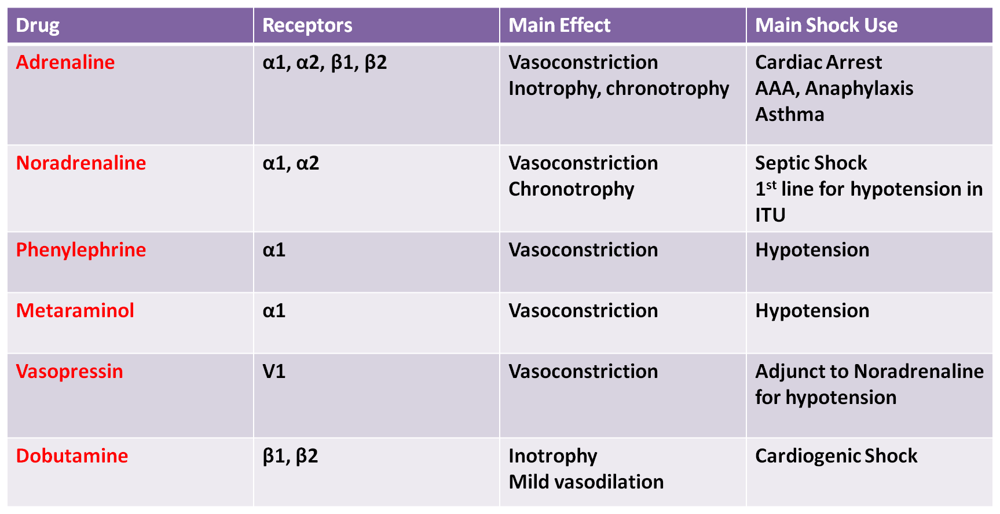 Drug Receptors Main Effect Main Shock Use
Adrenaline α1, α2, β1, β2 Vasoconstriction Cardiac Arrest
Inotrophy, chronotrophy AAA, Anaphylaxis
Asthma
Noradrenaline α1, α2 Vasoconstriction Septic Shock
Chronotrophy 1st line for hypotension in
ITU
Phenylephrine α1 Vasoconstriction Hypotension
Metaraminol α1 Vasoconstriction Hypotension
Vasopressin V1 Vasoconstriction Adjunct to Noradrenaline
for hypotension
Dobutamine β1, β2 Inotrophy Cardiogenic Shock
Mild vasodilation